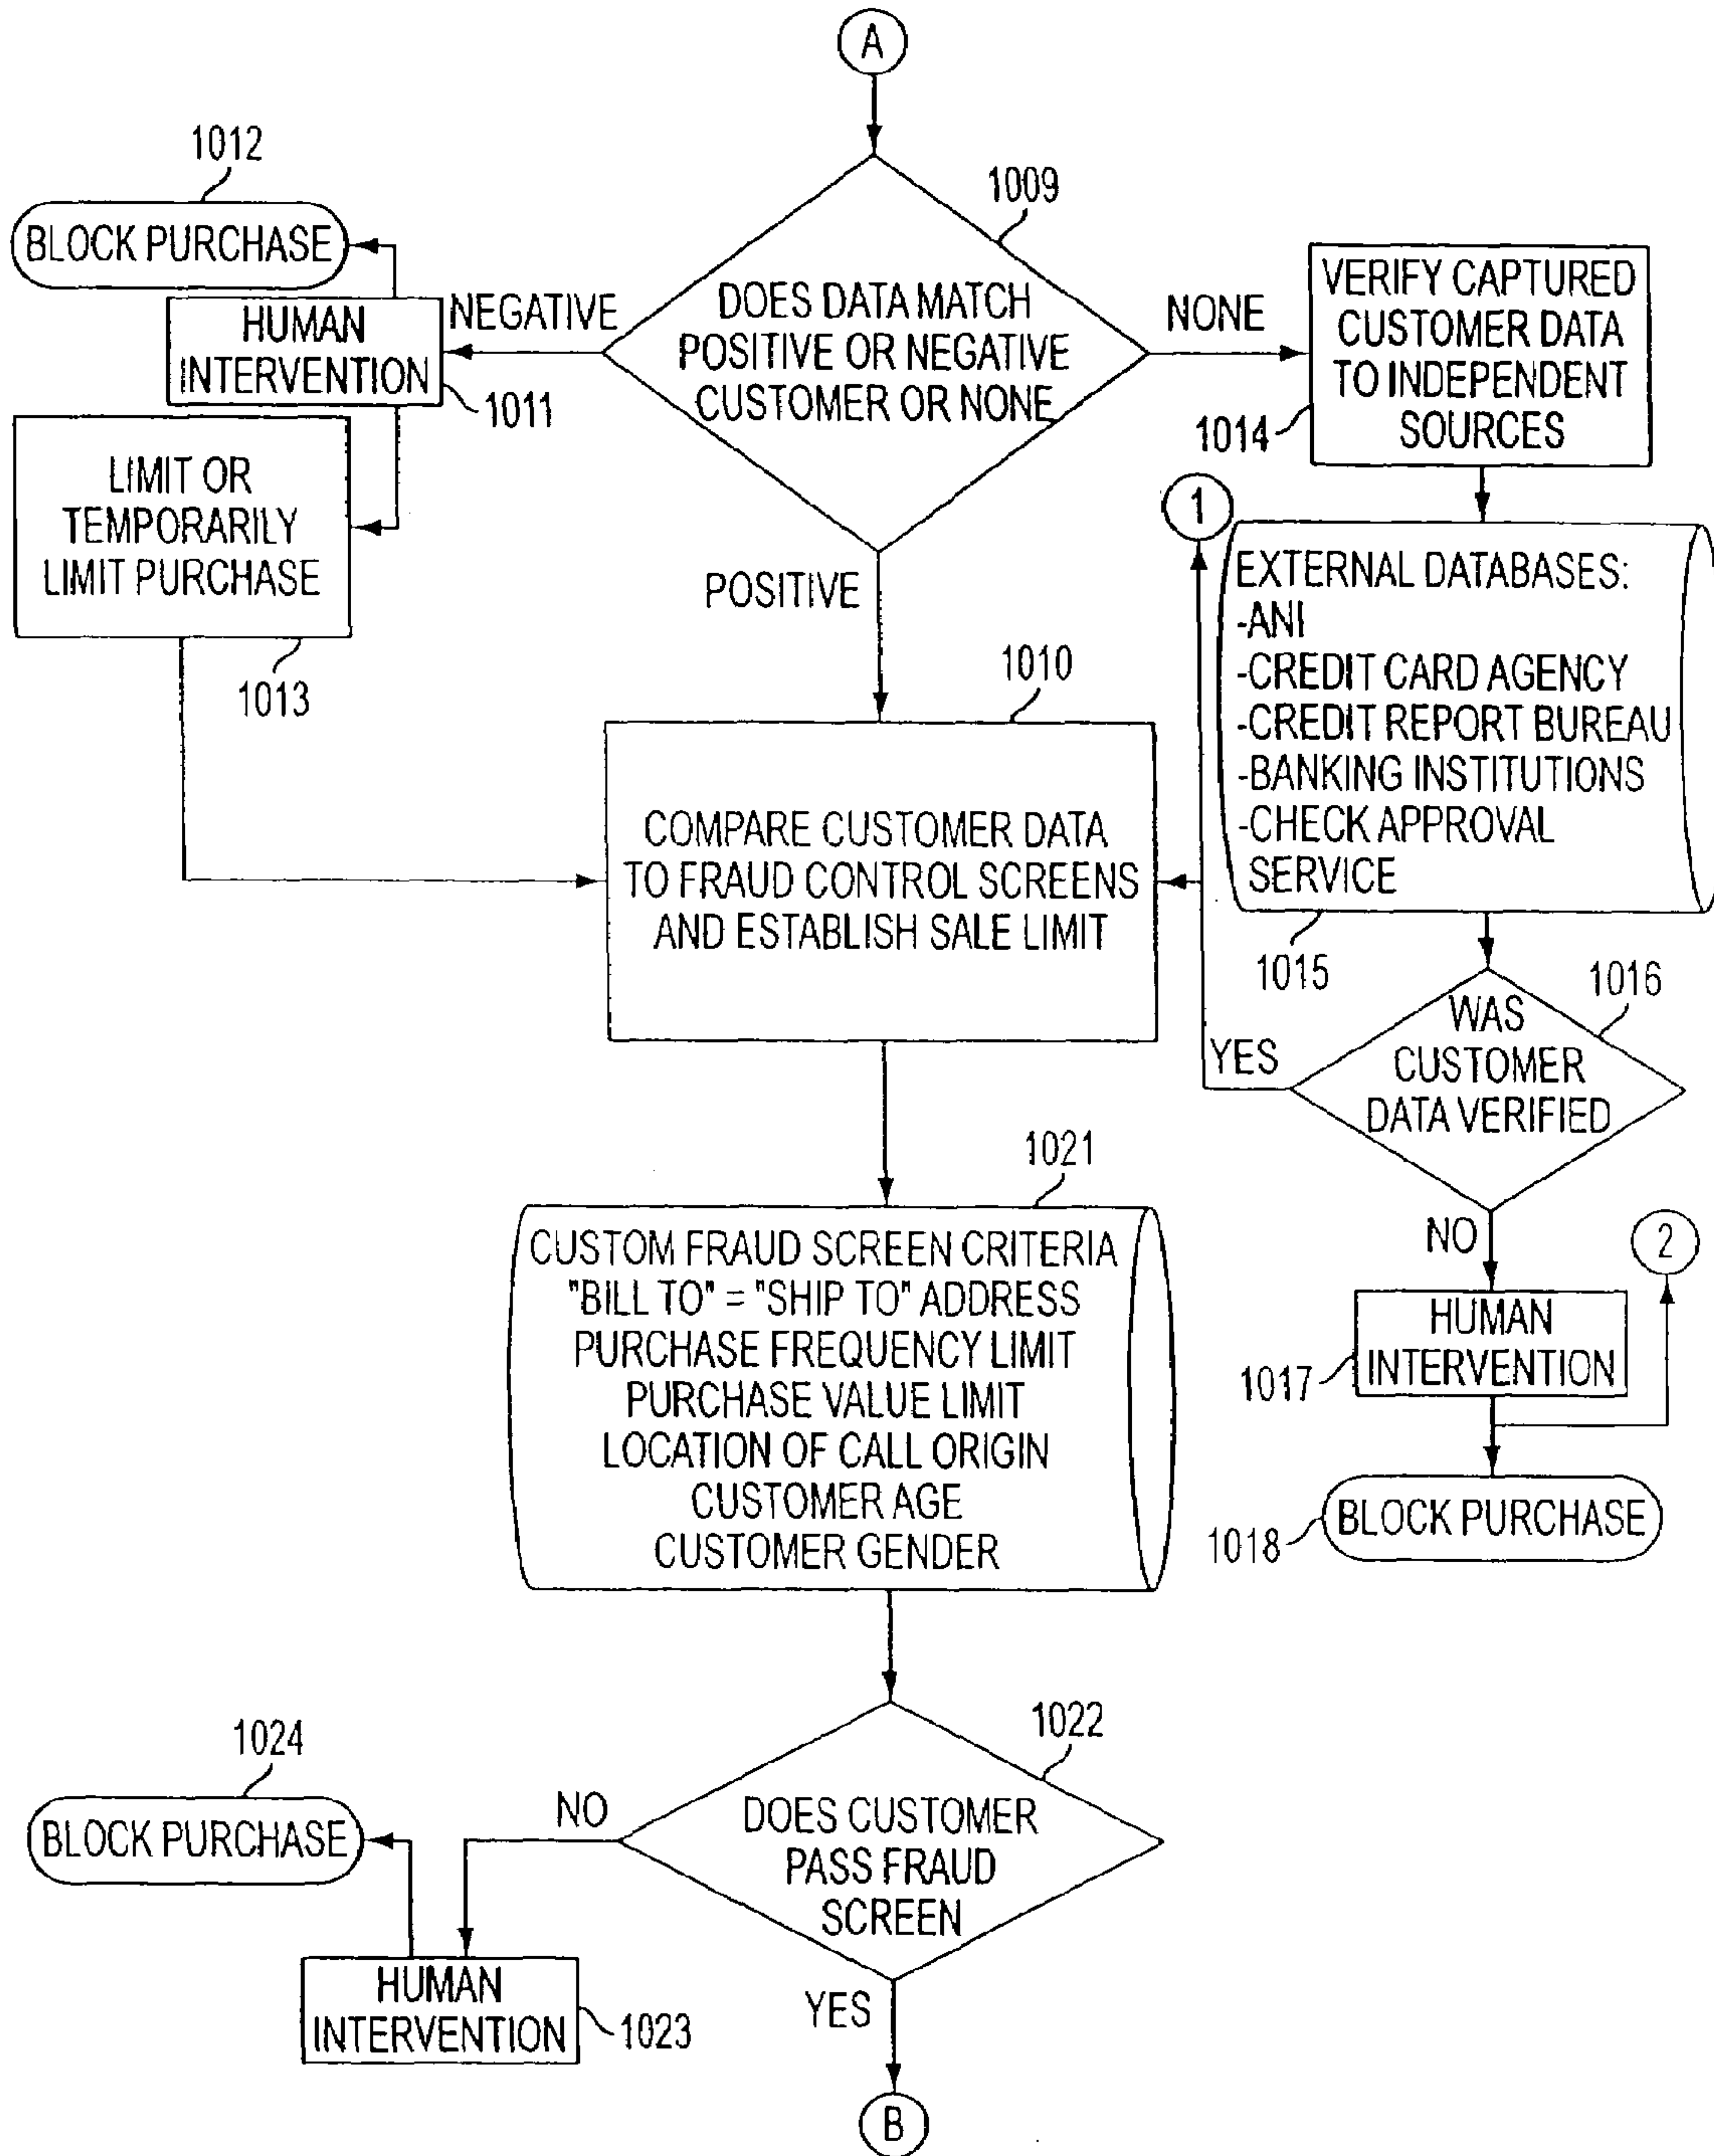 A
1012
1009
BLOCK PURCHASE
NEGATIVE
HUMAN
INTERVENTION
1011
DOES DATA MATCH
POSITIVE OR NEGATIVE
CUSTOMER OR NONE
NONE
VERIFY CAPTURED
CUSTOMER DATA
TO INDEPENDENT
SOURCES
1014
LIMIT OR
TEMPORARILY
LIMIT PURCHASE
1013
POSITIVE
1
EXTERNAL DATABASES:
-ANI
-CREDIT CARD AGENCY
-CREDIT REPORT BUREAU
-BANKING INSTITUTIONS
-CHECK APPROVAL
SERVICE
1015
1010
COMPARE CUSTOMER DATA
TO FRAUD CONTROL SCREENS
AND ESTABLISH SALE LIMIT
1016
WAS
CUSTOMER
DATA VERIFIED
YES
NO
2
HUMAN
INTERVENTION
1017
BLOCK PURCHASE
1018
1021
CUSTOM FRAUD SCREEN CRITERIA
"BILL TO" = "SHIP TO" ADDRESS
PURCHASE FREQUENCY LIMIT
PURCHASE VALUE LIMIT
LOCATION OF CALL ORIGIN
CUSTOMER AGE
CUSTOMER GENDER
1022
DOES CUSTOMER
PASS FRAUD
SCREEN
NO
1024
BLOCK PURCHASE
HUMAN
INTERVENTION
1023
YES
B